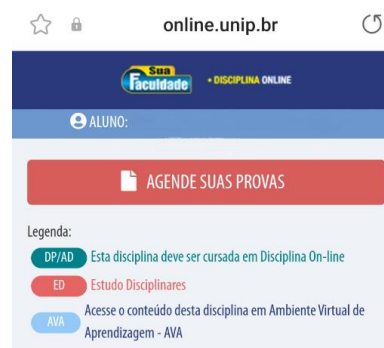 online.unip.br
Sua
Faculdade
• DISCIPLINA ONLINE
ALUNO:
AGENDE SUAS PROVAS
Legenda:
DP/AD Esta disciplina deve ser cursada em Disciplina On-line
ED Estudo Disciplinares
AVA Acesse o conteúdo desta disciplina em Ambiente Virtual de
Aprendizagem - AVA